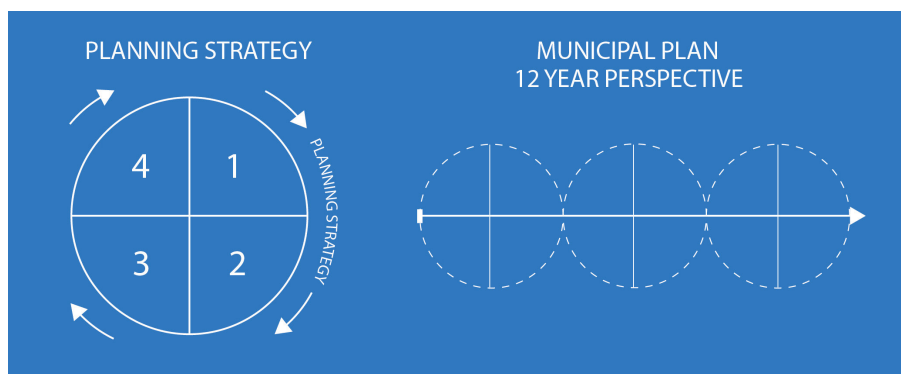 PLANNING STRATEGY
4 1
3 2
PLANNING STRATEGY
MUNICIPAL PLAN
12 YEAR PERSPECTIVE